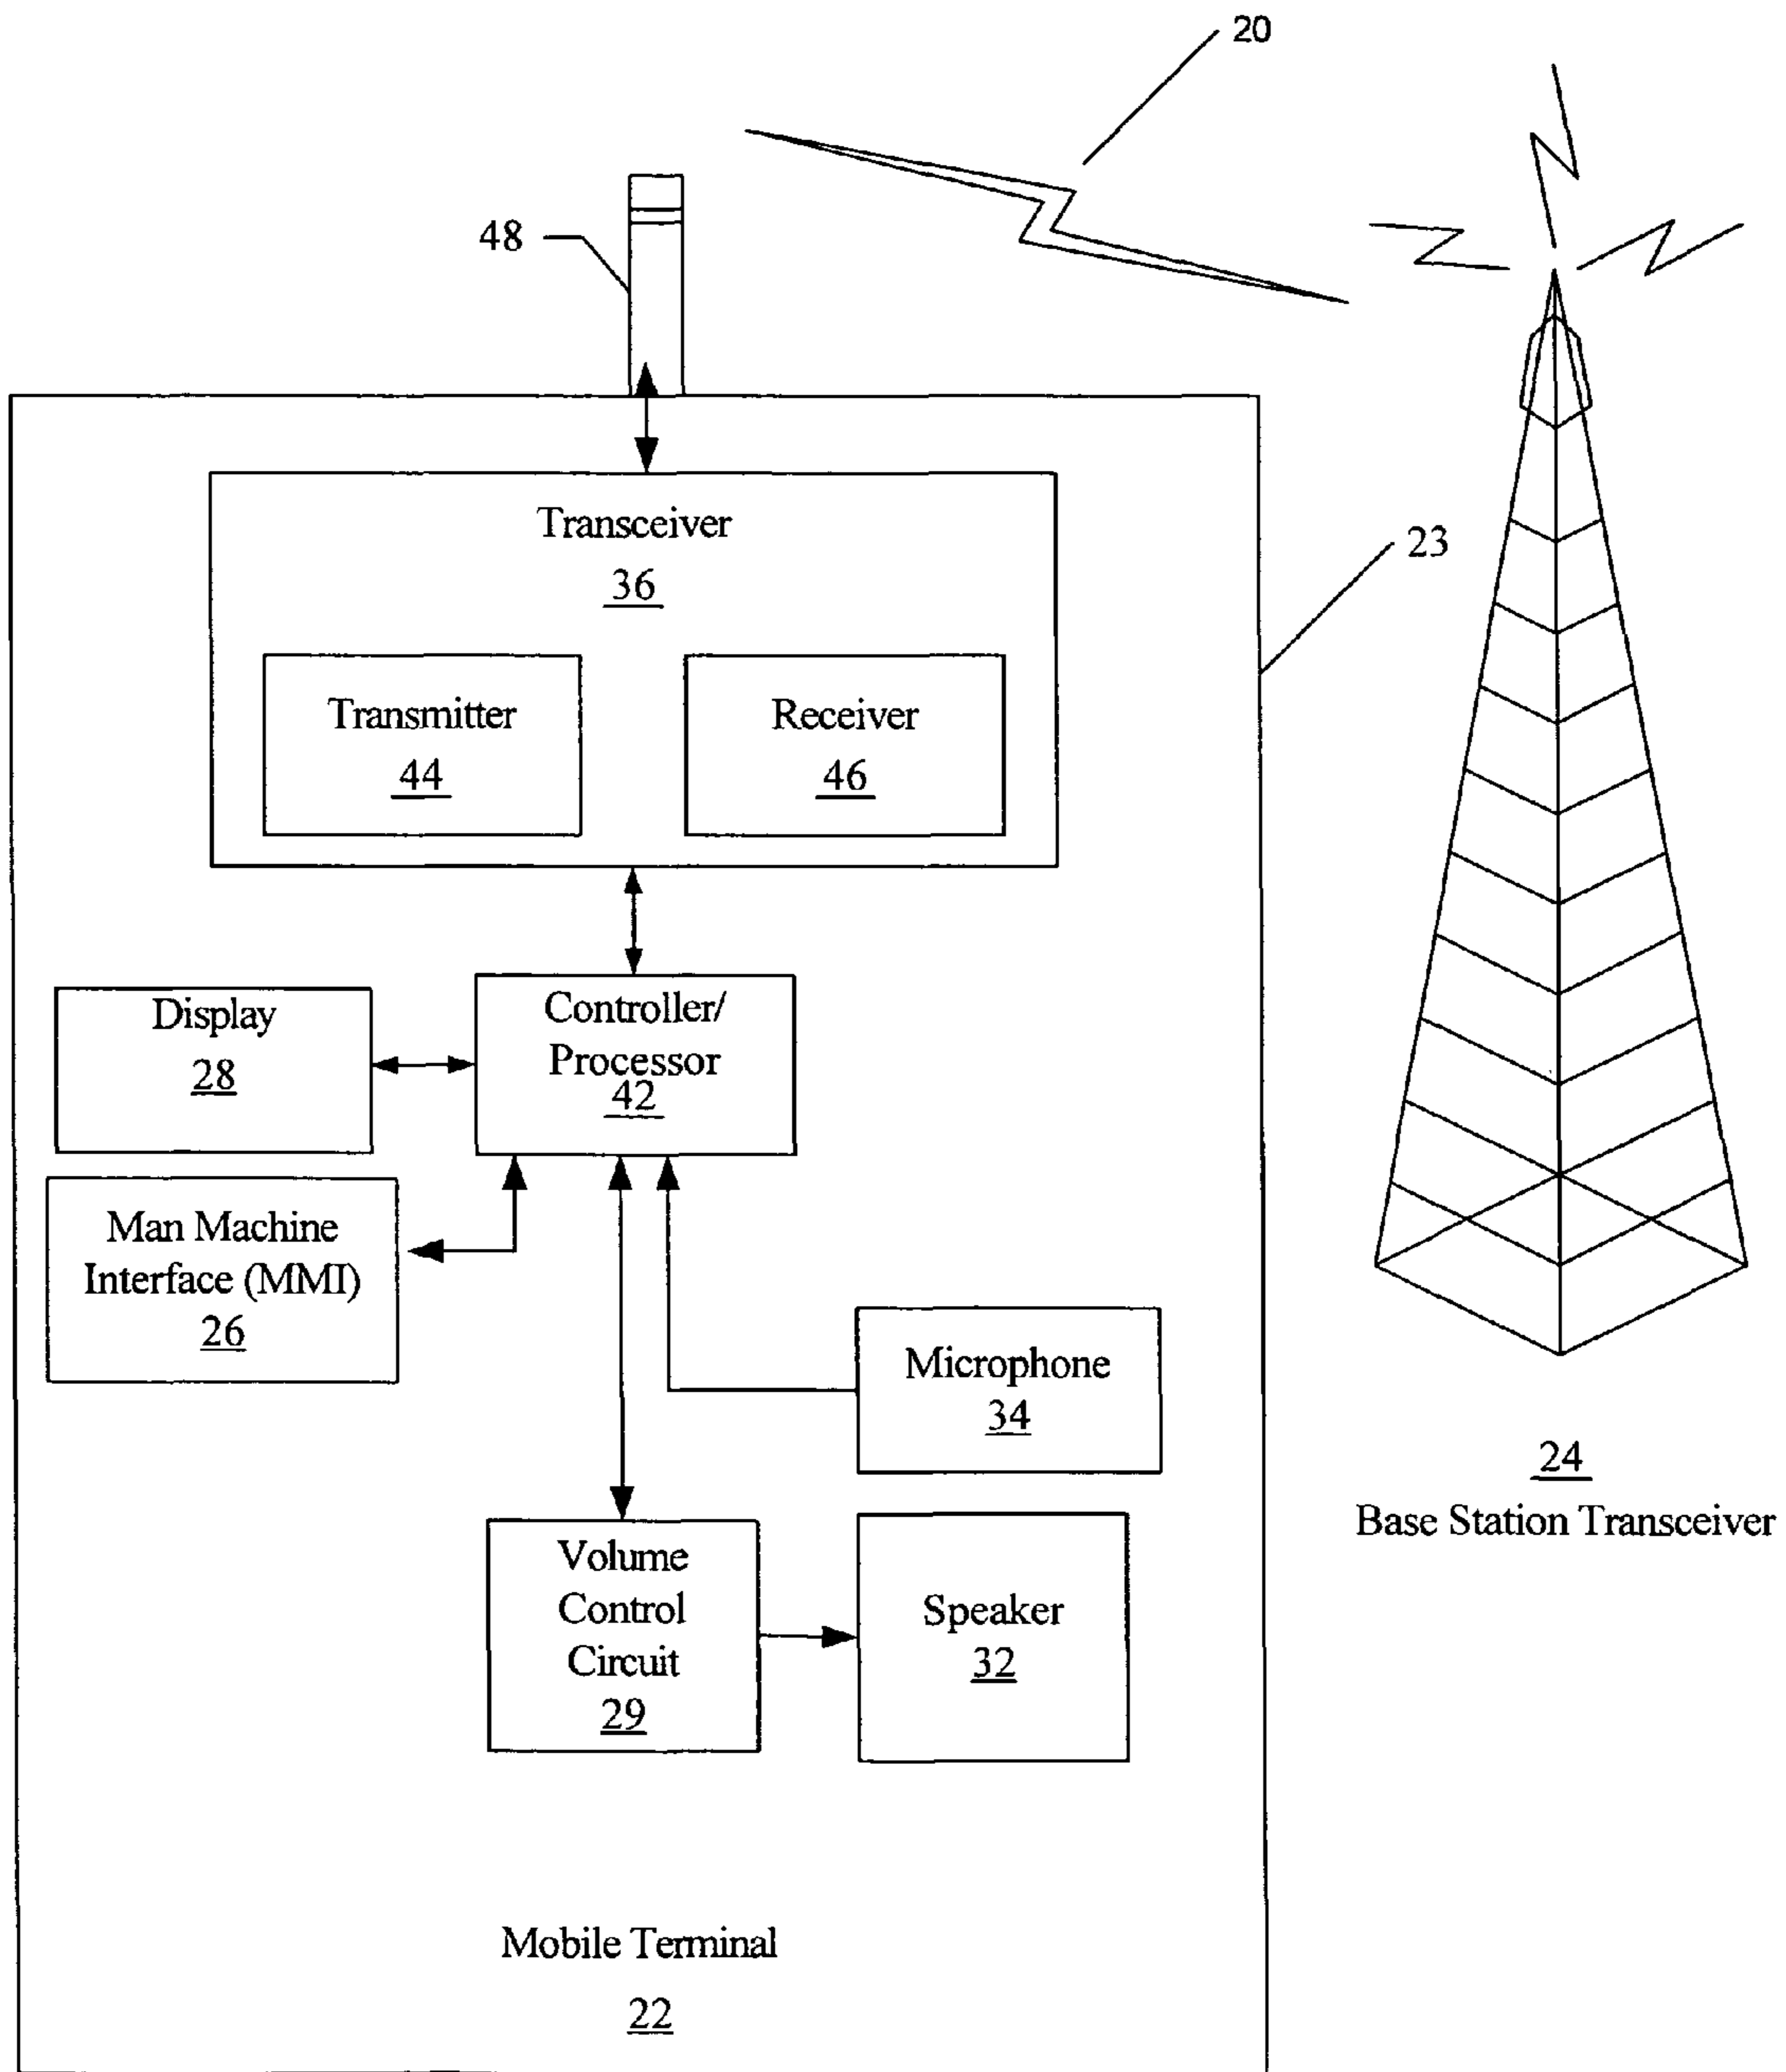 20
48
Transceiver
36
23
Transmitter
44
Receiver
46
Display
28
Controller/
Processor
42
Man Machine
Interface (MMI)
26
Microphone
34
24
Base Station Transceiver
Volume
Control
Circuit
29
Speaker
32
Mobile Terminal
22